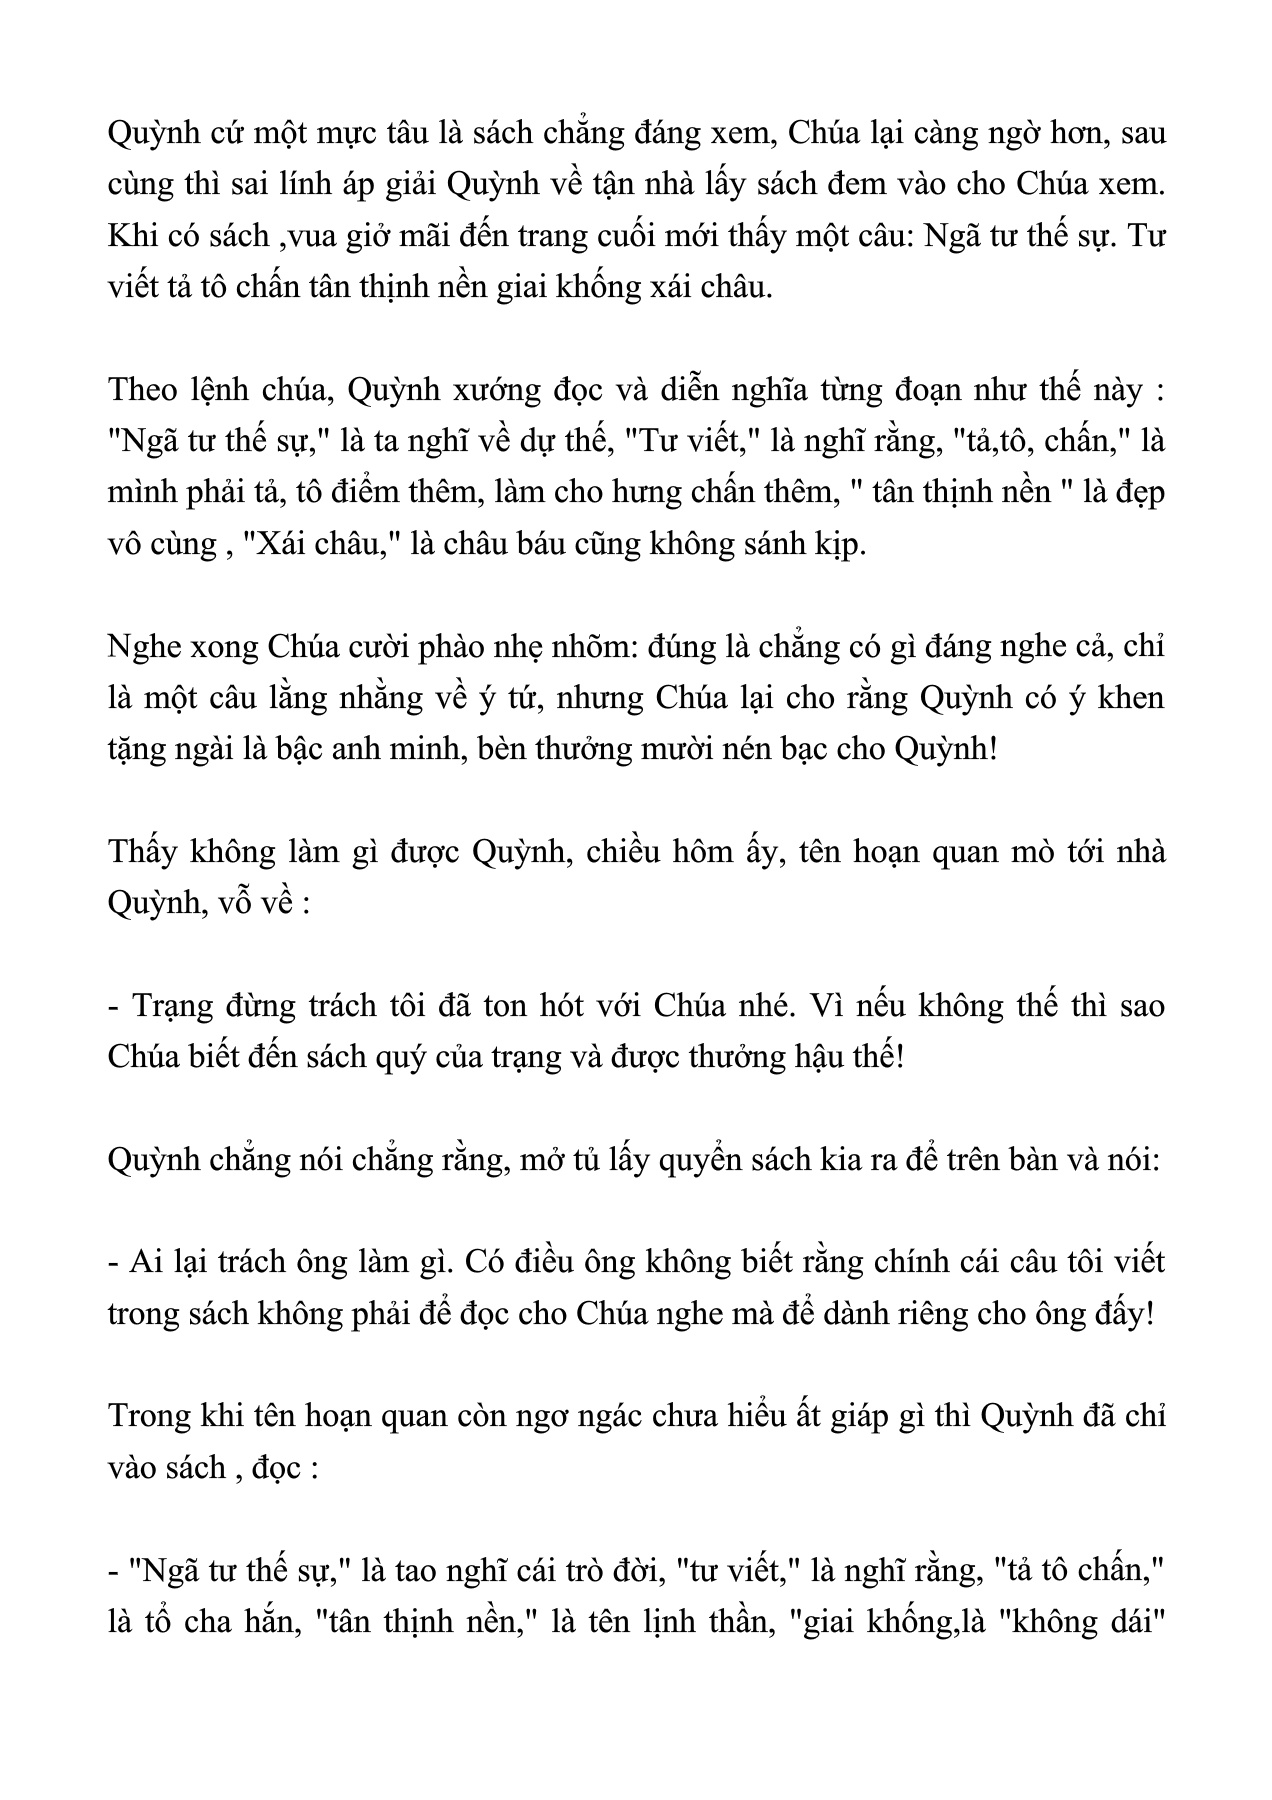 Quỳnh cứ một mực tâu là sách chẳng đáng xem, Chúa lại càng ngờ hơn, sau
cùng thì sai lính áp giải Quỳnh về tận nhà lấy sách đem vào cho Chúa xem.
Khi có sách ,vua giở mãi đến trang cuối mới thấy một câu: Ngã tư thế sự. Tư
viết tả tô chấn tân thịnh nền giai khống xái châu.
Theo lệnh chúa, Quỳnh xướng đọc và diễn nghĩa từng đoạn như thế này :
"Ngã tư thế sự," là ta nghĩ về dự thế, "Tư viết," là nghĩ rằng, "tả,tô, chấn," là
mình phải tả, tô điểm thêm, làm cho hưng chấn thêm, " tân thịnh nền " là đẹp
vô cùng , "Xái châu," là châu báu cũng không sánh kịp.
Nghe xong Chúa cười phào nhẹ nhõm: đúng là chẳng có gì đáng nghe cả, chỉ
là một câu lằng nhằng về ý tứ, nhưng Chúa lại cho rằng Quỳnh có ý khen
tặng ngài là bậc anh minh, bèn thưởng mười nén bạc cho Quỳnh!
Thấy không làm gì được Quỳnh, chiều hôm ấy, tên hoạn quan mò tới nhà
Quỳnh, vỗ về :
- Trạng đừng trách tôi đã ton hót với Chúa nhé. Vì nếu không thế thì sao
Chúa biết đến sách quý của trạng và được thưởng hậu thế!
Quỳnh chẳng nói chẳng rằng, mở tủ lấy quyển sách kia ra để trên bàn và nói:
- Ai lại trách ông làm gì. Có điều ông không biết rằng chính cái câu tôi viết
trong sách không phải để đọc cho Chúa nghe mà để dành riêng cho ông đấy!
Trong khi tên hoạn quan còn ngơ ngác chưa hiểu ất giáp gì thì Quỳnh đã chỉ
vào sách , đọc :
- "Ngã tư thế sự," là tao nghĩ cái trò đời, "tư viết," là nghĩ rằng, "tả tô chấn,"
là tổ cha hắn, "tân thịnh nền," là tên lịnh thần, "giai khống,là "không dái"